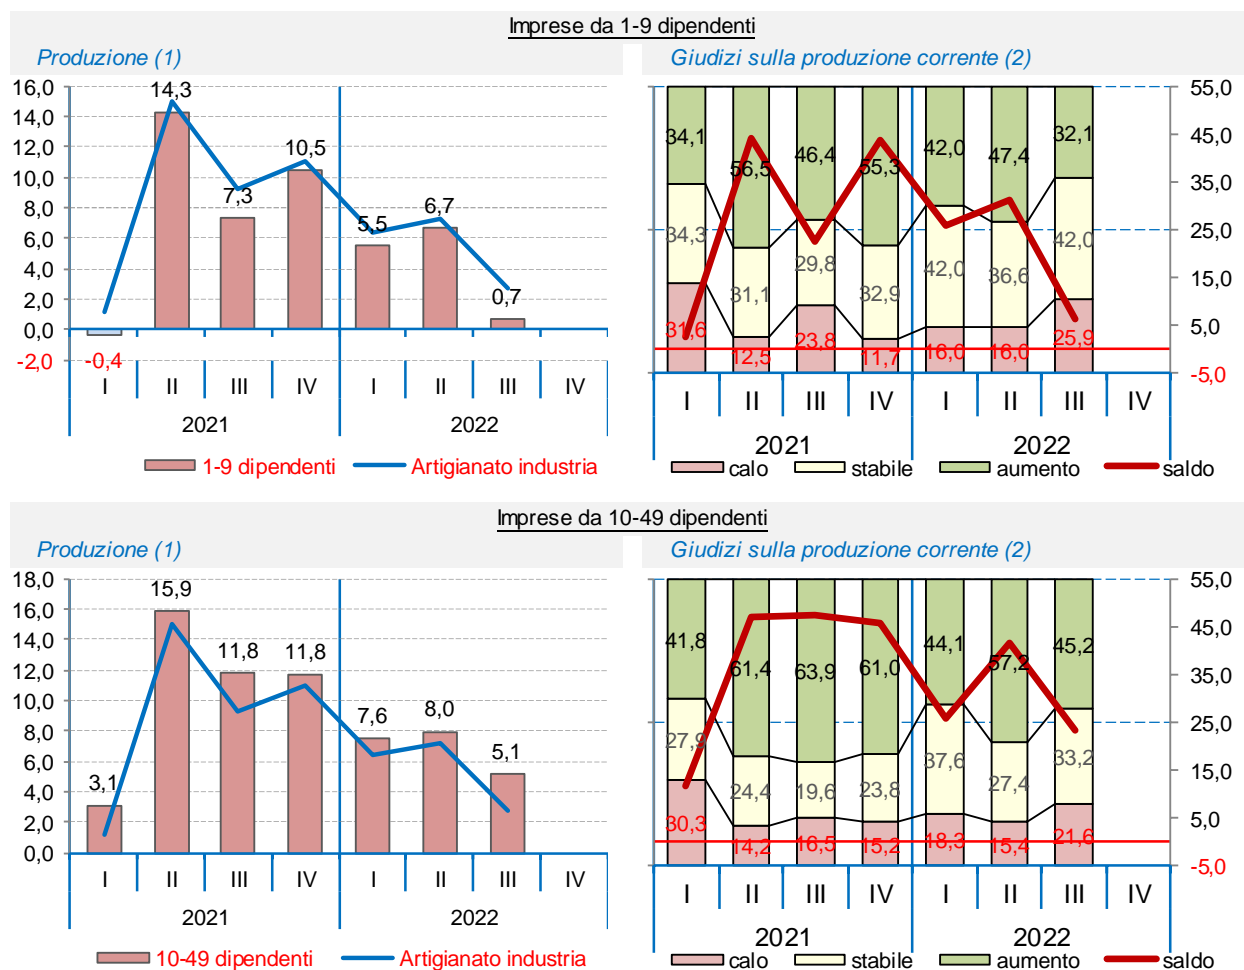 Imprese da 1-9 dipendenti
Produzione (1)
16,0
14,0
12,0
10,0
8,0
6,0
4,0
2,0
0,0
-2,0
-0,4
14,3
7,3
10,5
5,5
6,7
0,7
I II III IV I II III IV
2021 2022
1-9 dipendenti Artigianato industria
Giudizi sulla produzione corrente (2)
55,0
45,0
35,0
25,0
15,0
5,0
-5,0
34,1 56,5 46,4 55,3 42,0 47,4 32,1
34,3 31,1 29,8 32,9 42,0 36,6 42,0
31,6 12,5 23,8 11,7 16,0 16,0 25,9
I II III IV I II III IV
2021 2022
calo stabile aumento saldo
Imprese da 10-49 dipendenti
Produzione (1)
18,0
16,0
14,0
12,0
10,0
8,0
6,0
4,0
2,0
0,0
3,1
15,9
11,8
11,8
7,6
8,0
5,1
I II III IV I II III IV
2021 2022
10-49 dipendenti Artigianato industria
Giudizi sulla produzione corrente (2)
55,0
45,0
35,0
25,0
15,0
5,0
-5,0
41,8 61,4 63,9 61,0 44,1 57,2 45,2
27,9 24,4 19,6 23,8 37,6 27,4 33,2
30,3 14,2 16,5 15,2 18,3 15,4 21,6
I II III IV I II III IV
2021 2022
calo stabile aumento saldo